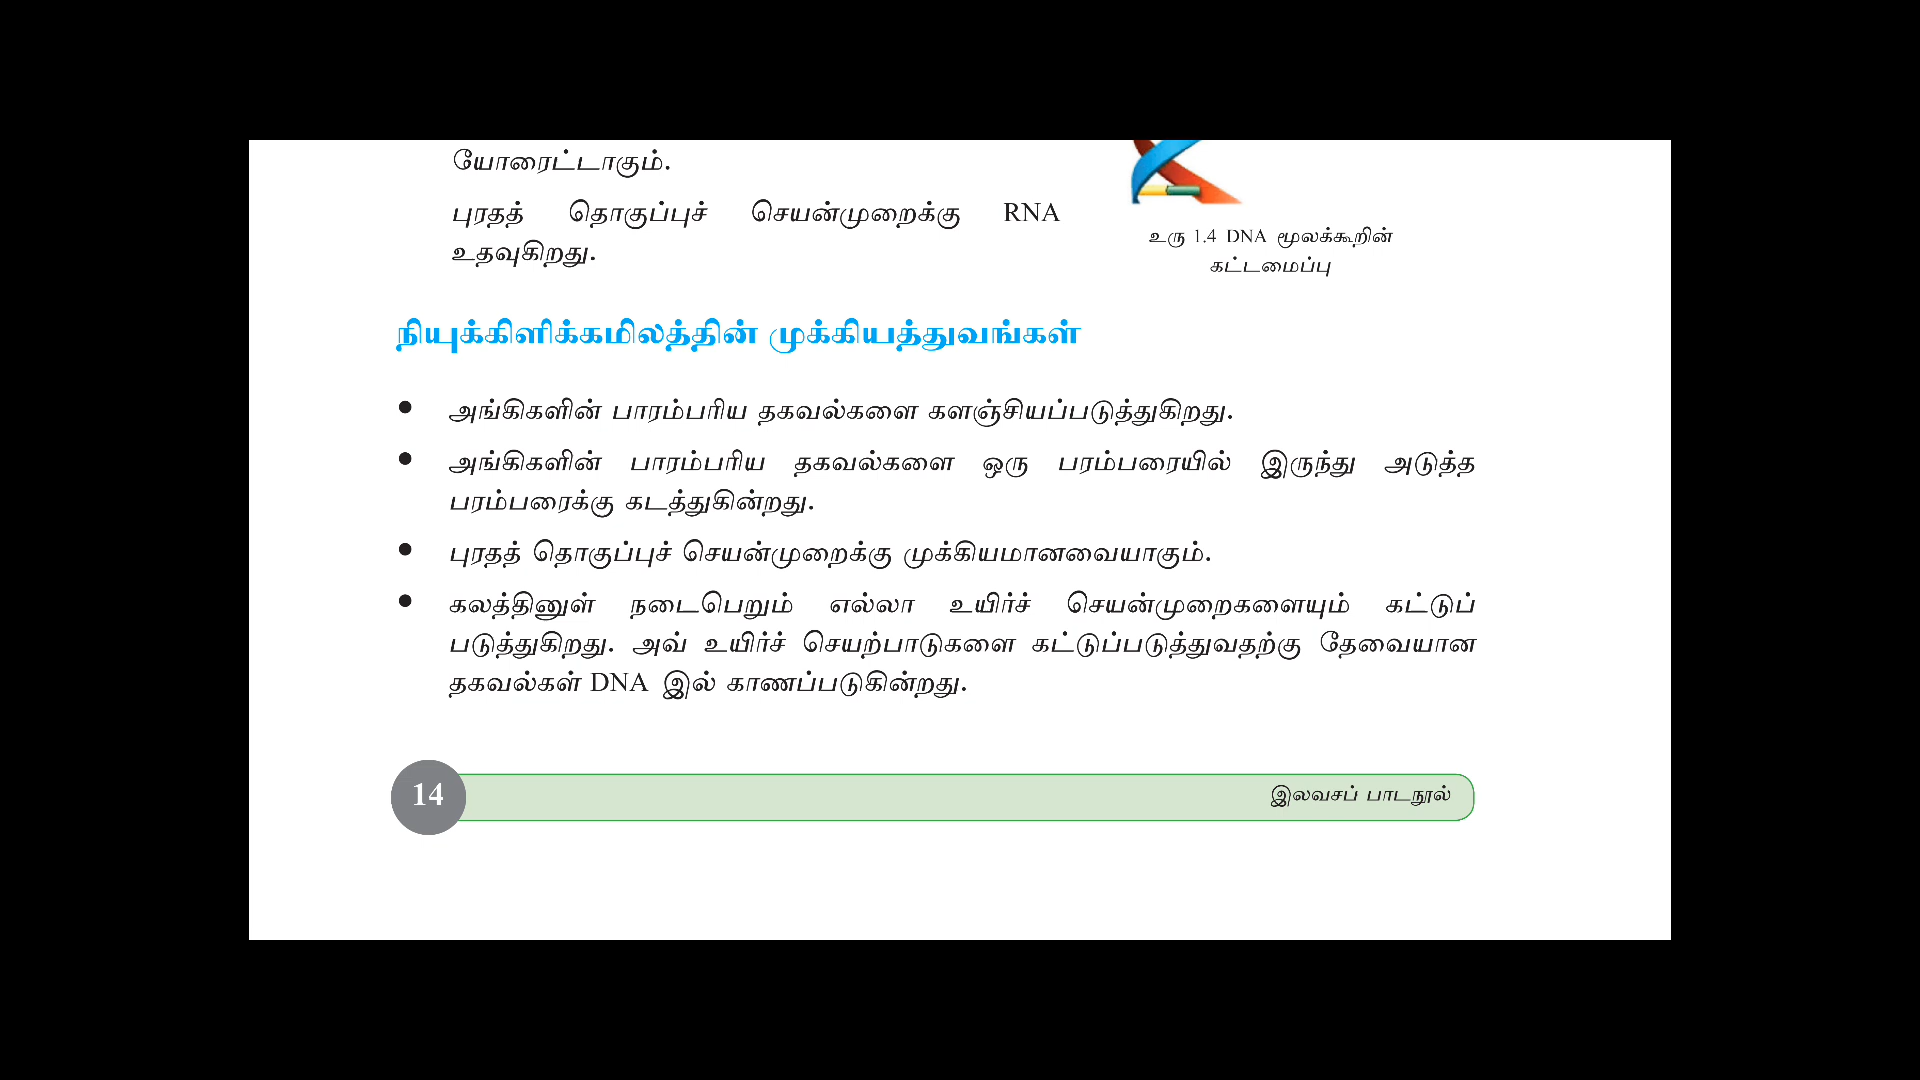 யோரைட்டாகும்.
புரதத் தொகுப்புச் செயன்முறைக்கு RNA
உதவுகிறது.
உரு 1.4 DNA மூலக்கூறின்
கட்டமைப்பு
நியுக்கிளிக்கமிலத்தின் முக்கியத்துவங்கள்
• அங்கிகளின் பாரம்பரிய தகவல்களை களஞ்சியப்படுத்துகிறது.
• அங்கிகளின் பாரம்பரிய தகவல்களை ஒரு பரம்பரையில் இருந்து அடுத்த
பரம்பரைக்கு கடத்துகின்றது.
• புரதத் தொகுப்புச் செயன்முறைக்கு முக்கியமானவையாகும்.
• கலத்தினுள் நடைபெறும் எல்லா உயிர்ச் செயன்முறைகளையும் கட்டுப்
படுத்துகிறது. அவ் உயிர்ச் செயற்பாடுகளை கட்டுப்படுத்துவதற்கு தேவையான
தகவல்கள் DNA இல் காணப்படுகின்றது.
14
இலவசப் பாடநூல்